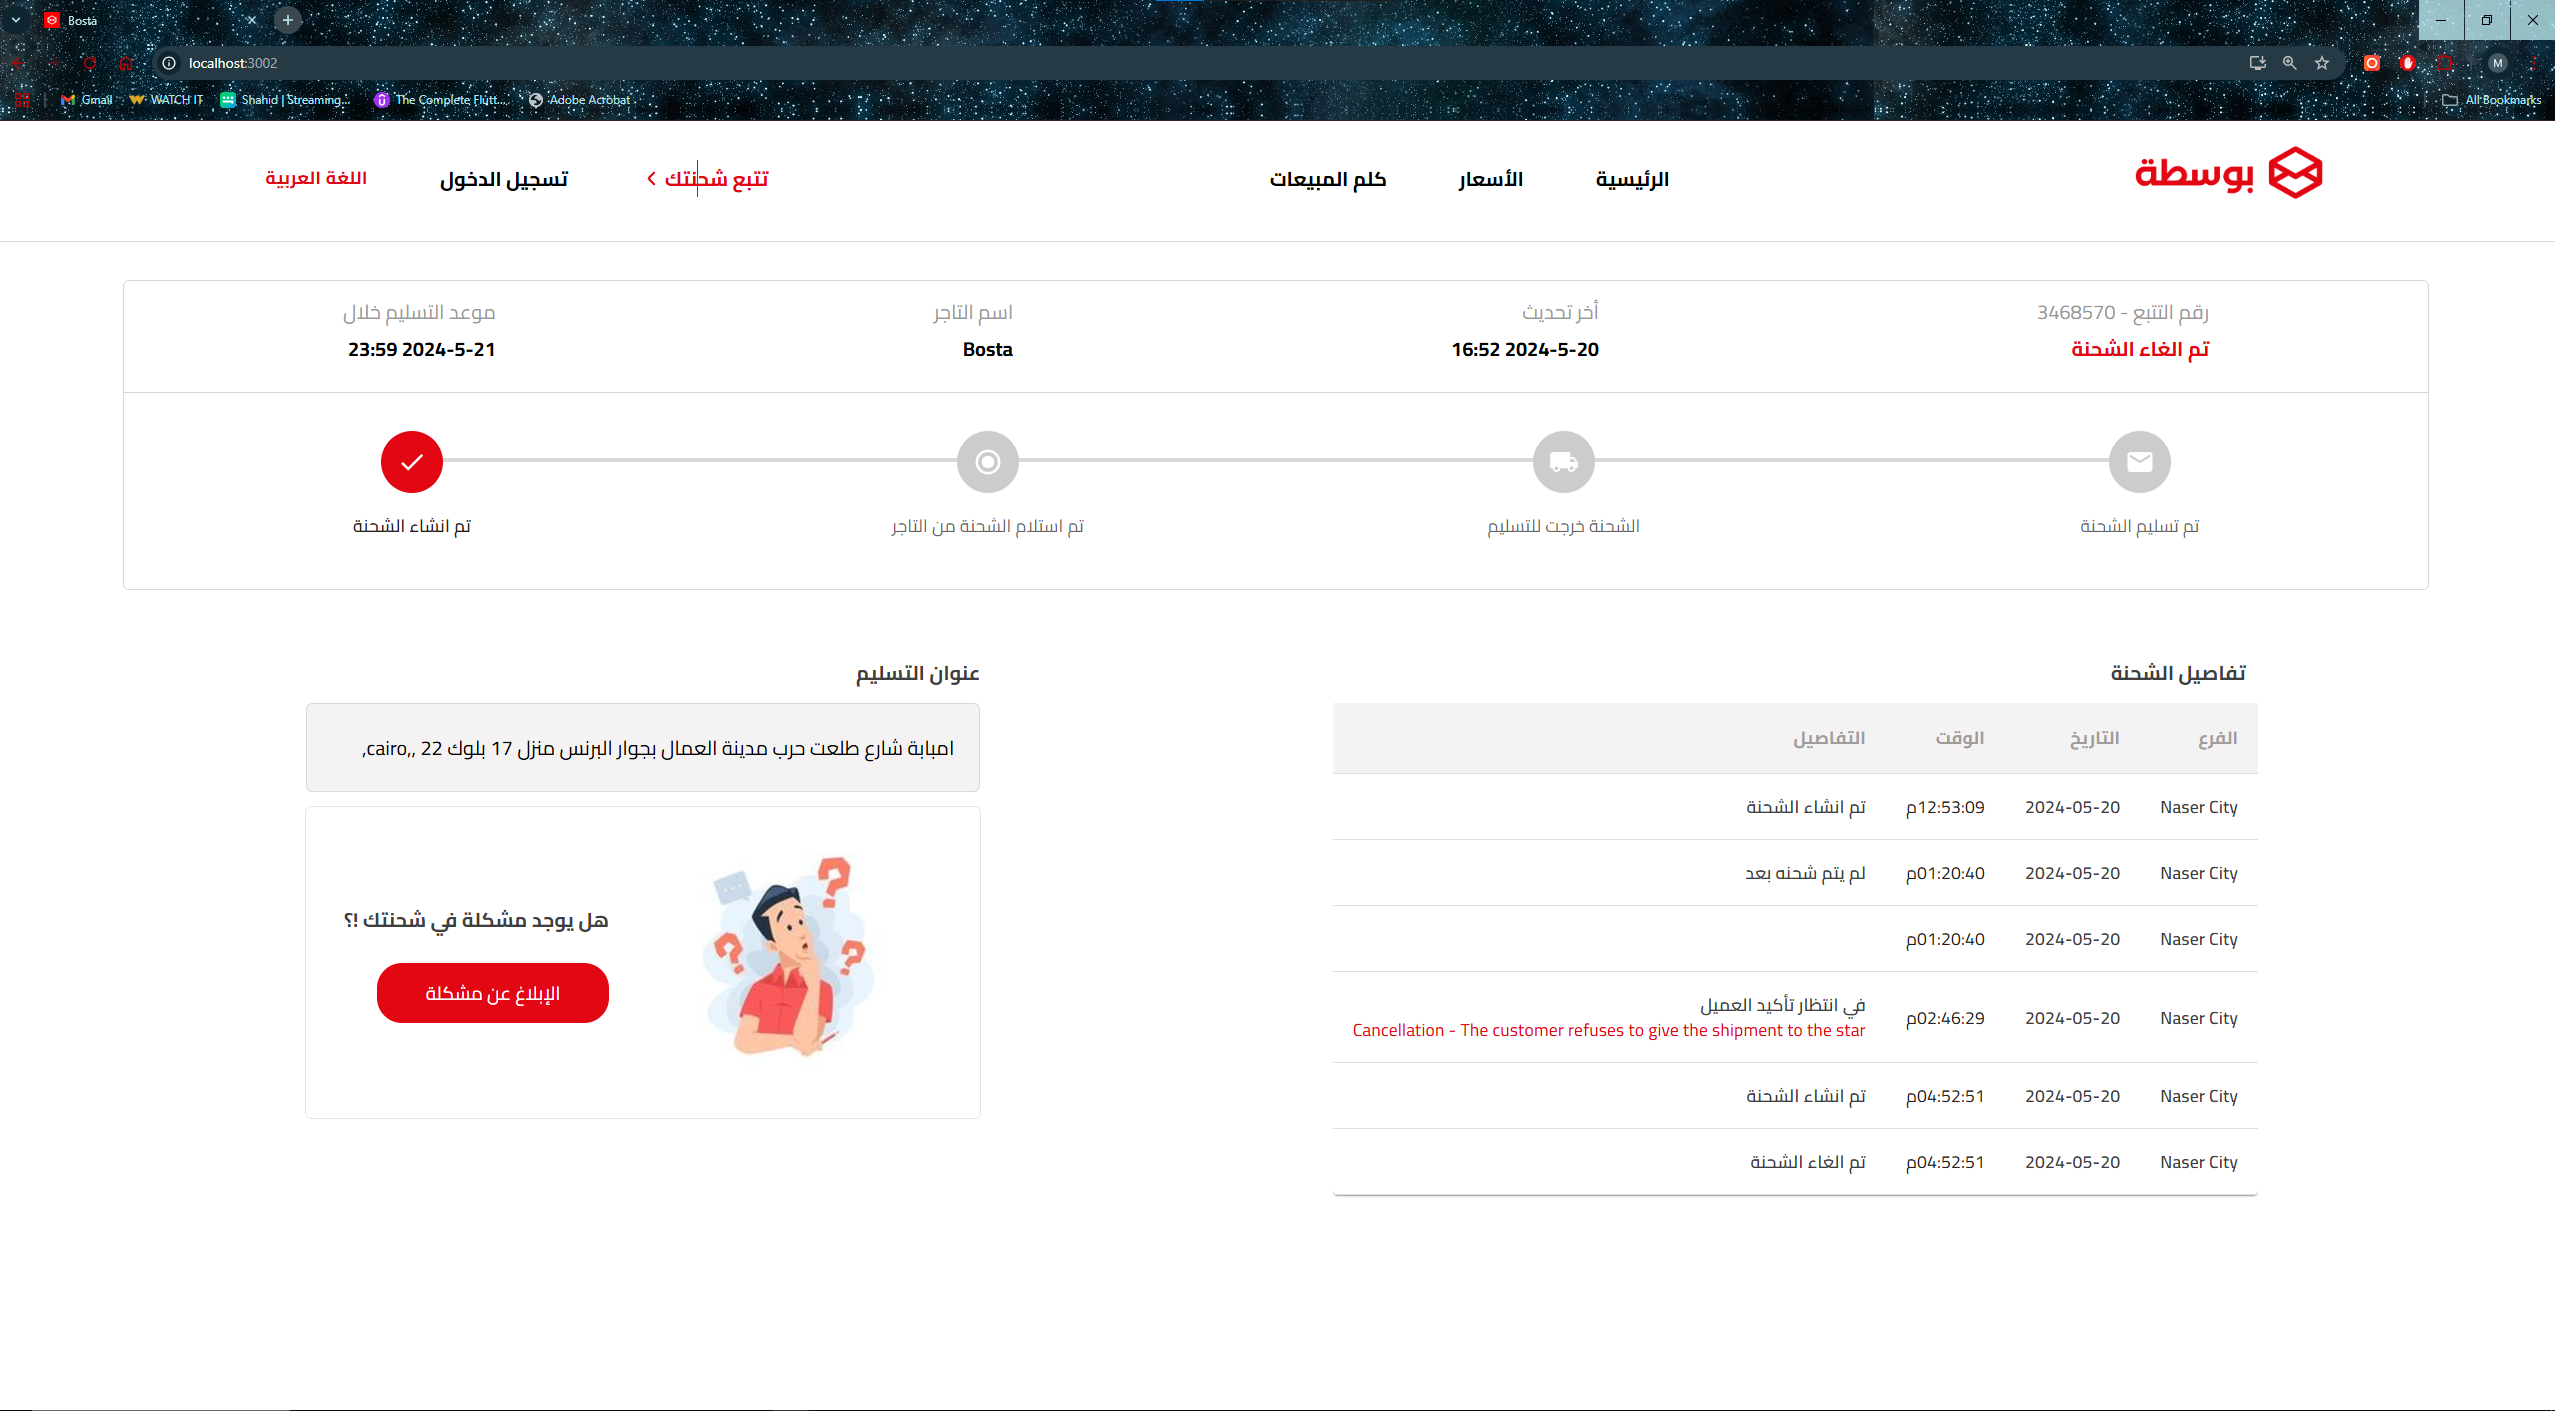 Bosta
localhost:3002
Gmail
WATCH IT
Shahid | Streaming...
The Complete Flutt...
Adobe Acrobat
All Bookmarks
M
بوسطة
الرئيسية
الأسعار
كلم المبيعات
تتبع شحنتك
تسجيل الدخول
اللغة العربية
رقم التتبع - 3468570
تم الغاء الشحنة
أخر تحديث
16:52 2024-5-20
اسم التاجر
Bosta
موعد التسليم خلال
23:59 2024-5-21
تم تسليم الشحنة
الشحنة خرجت للتسليم
تم استلام الشحنة من التاجر
تم انشاء الشحنة
تفاصيل الشحنة
الفرع التاريخ الوقت التفاصيل
Naser City 2024-05-20 12:53:09م تم انشاء الشحنة
Naser City 2024-05-20 01:20:40م لم يتم شحنه بعد
Naser City 2024-05-20 01:20:40م
Naser City 2024-05-20 02:46:29م في انتظار تأكيد العميل
Cancellation - The customer refuses to give the shipment to the star
Naser City 2024-05-20 04:52:51م تم انشاء الشحنة
Naser City 2024-05-20 04:52:51م تم الغاء الشحنة
عنوان التسليم
امبابة شارع طلعت حرب مدينة العمال بجوار البرنس منزل 17 بلوك 22 ,,cairo,
هل يوجد مشكلة في شحنتك !؟
الإبلاغ عن مشكلة